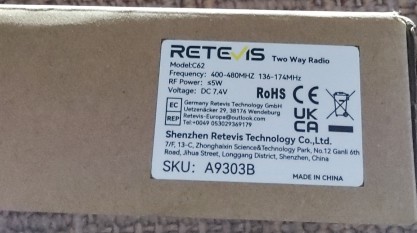 RETEVIS Two Way Radio
Model:C62
Frequency: 400-480MHZ 136-174MHz
RF Power: ≤5W
Voltage: DC 7.4V
RoHS CE
EC REP
Germany Retevis Technology GmbH
Uetzenäcker 29, 38176 Wendeburg
Retevis-Europa@outlook.com
Tel:+0049 053029349179
UK
CA
Shenzhen Retevis Technology Co.,Ltd.
7/F, 13-C, Zhonghaixin Science&Technology Park, No.12 Ganli 6th
Road, Jihua Street, Longgang District, Shenzhen, China
SKU: A9303B
MADE IN CHINA